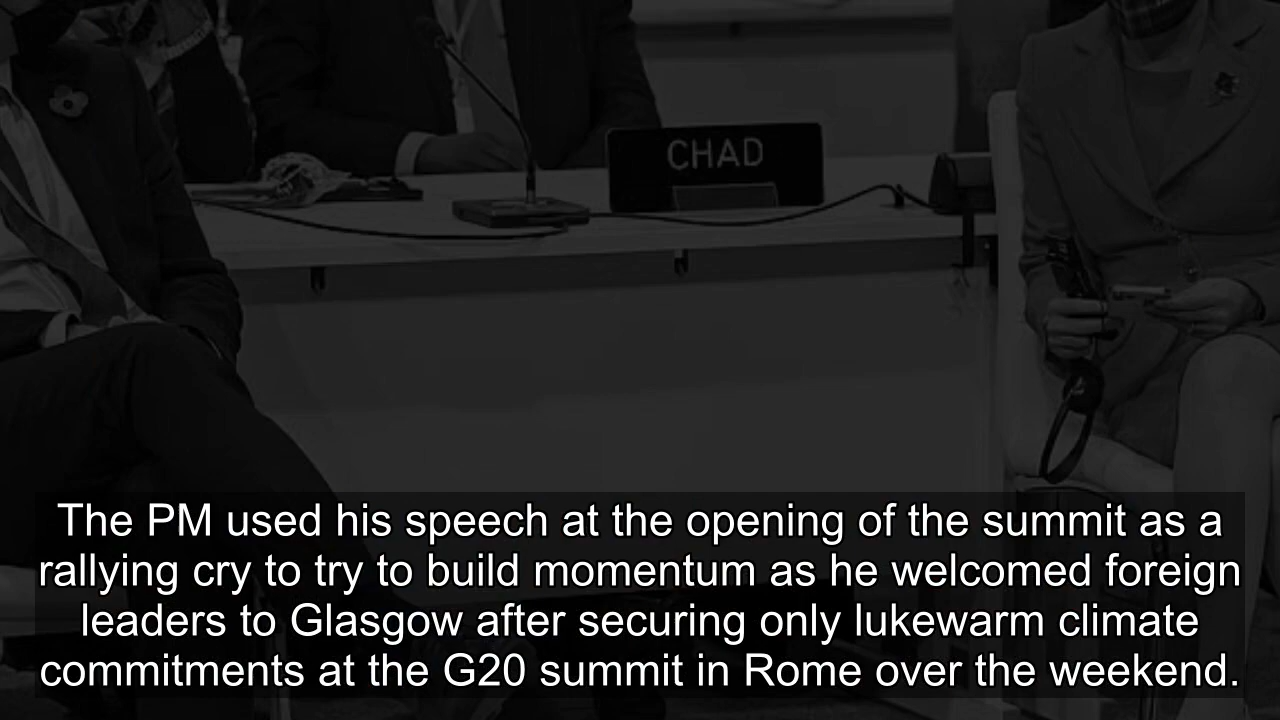 CHAD
The PM used his speech at the opening of the summit as a
rallying cry to try to build momentum as he welcomed foreign
leaders to Glasgow after securing only lukewarm climate
commitments at the G20 summit in Rome over the weekend.